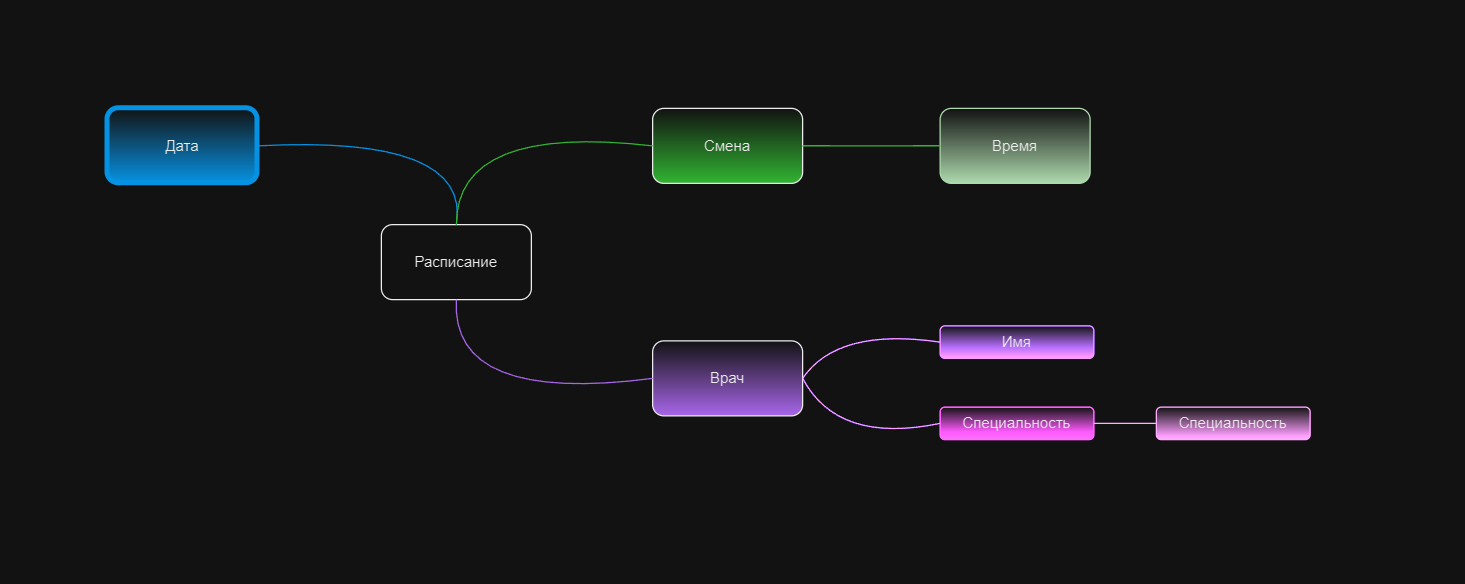 Дата
Смена
Время
Расписание
Имя
Врач
Специальность
Специальность